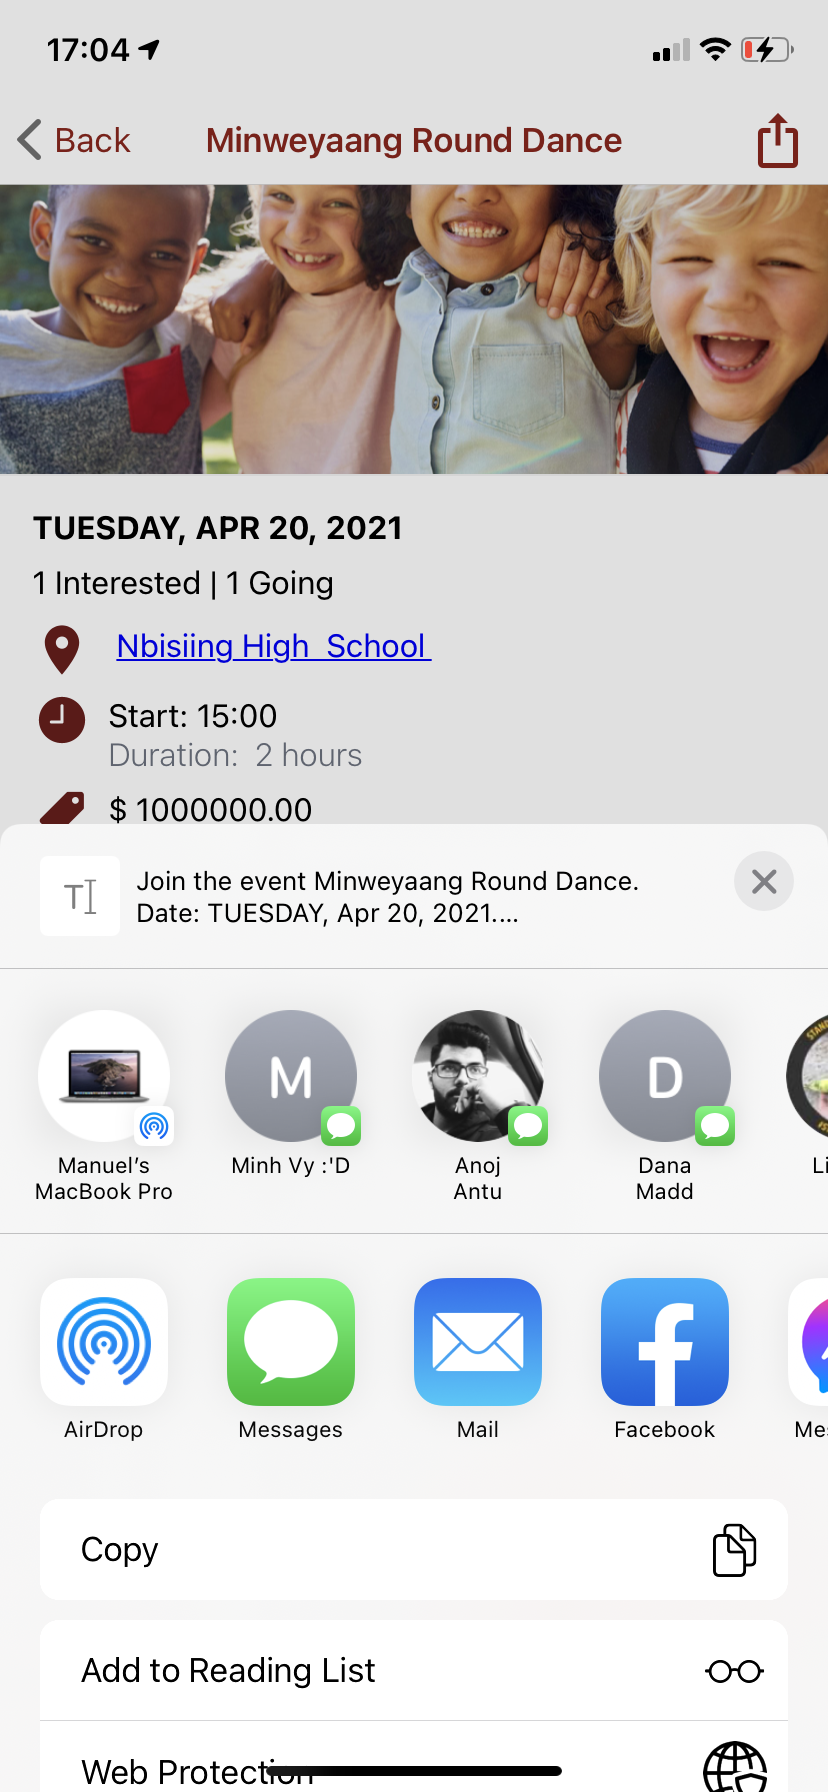 17:04
Back
Minweyaang Round Dance
TUESDAY, APR 20, 2021
1 Interested | 1 Going
Nbisiing High  School
Start: 15:00
Duration:  2 hours
$ 1000000.00
Join the event Minweyaang Round Dance.
Date: TUESDAY, Apr 20, 2021....
M
D
Manuel's
MacBook Pro
Minh Vy :'D
Anoj
Antu
Dana
Madd
Li
AirDrop
Messages
Mail
Facebook
Mes
Copy
Add to Reading List
Web Protection